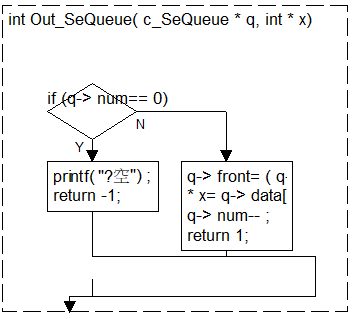 int Out_SeQueue( c_SeQueue * q, int * x)
if (q-> num== 0)
N
Y
printf( "?空") ;
return -1;
q-> front= ( q-
* x= q-> data[
q-> num-- ;
return 1;